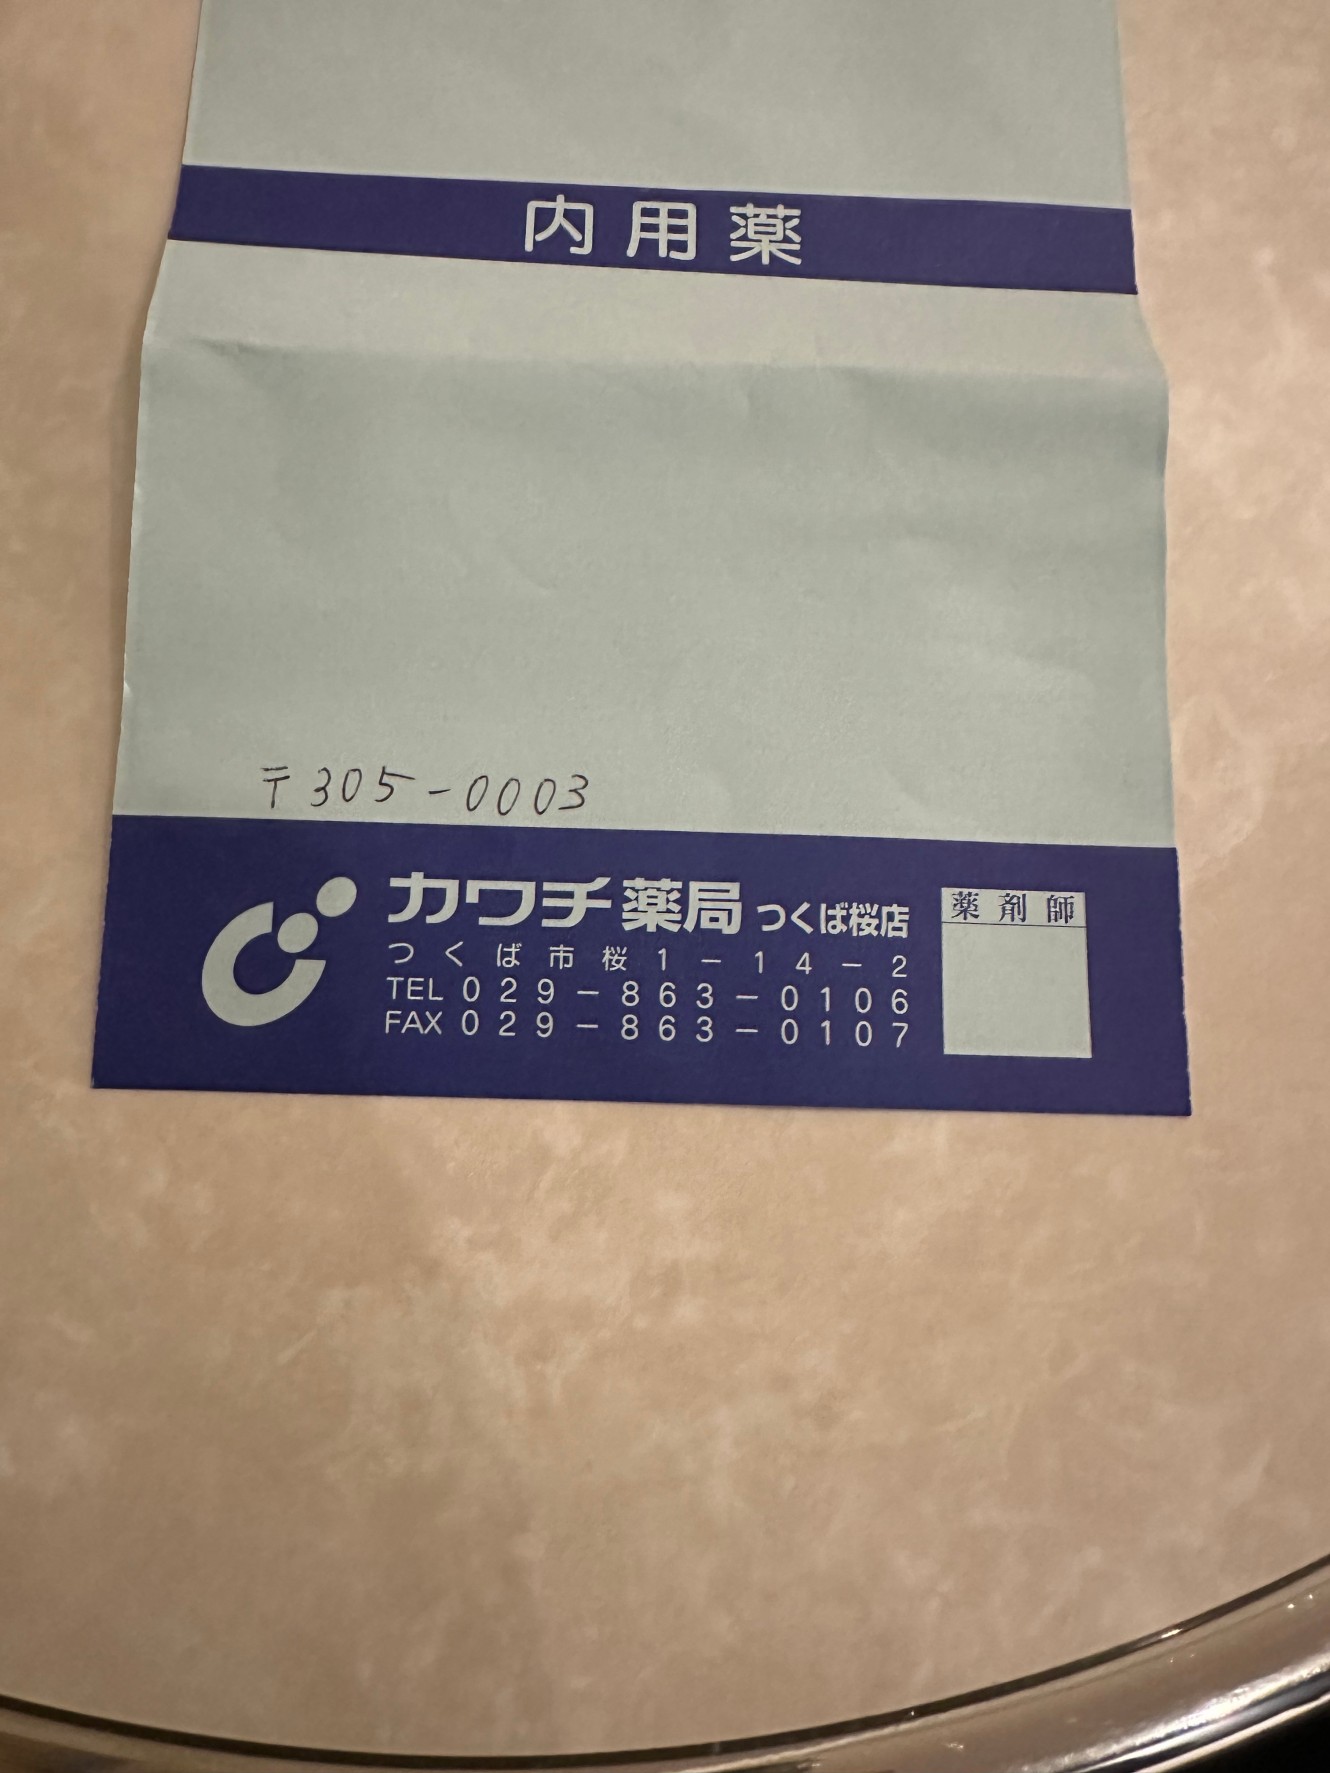 内用薬
〒305-0003
カワチ薬局 つくば桜店
つくば市桜1-14-2
TEL 029-863-0106
FAX 029-863-0107
薬剤師